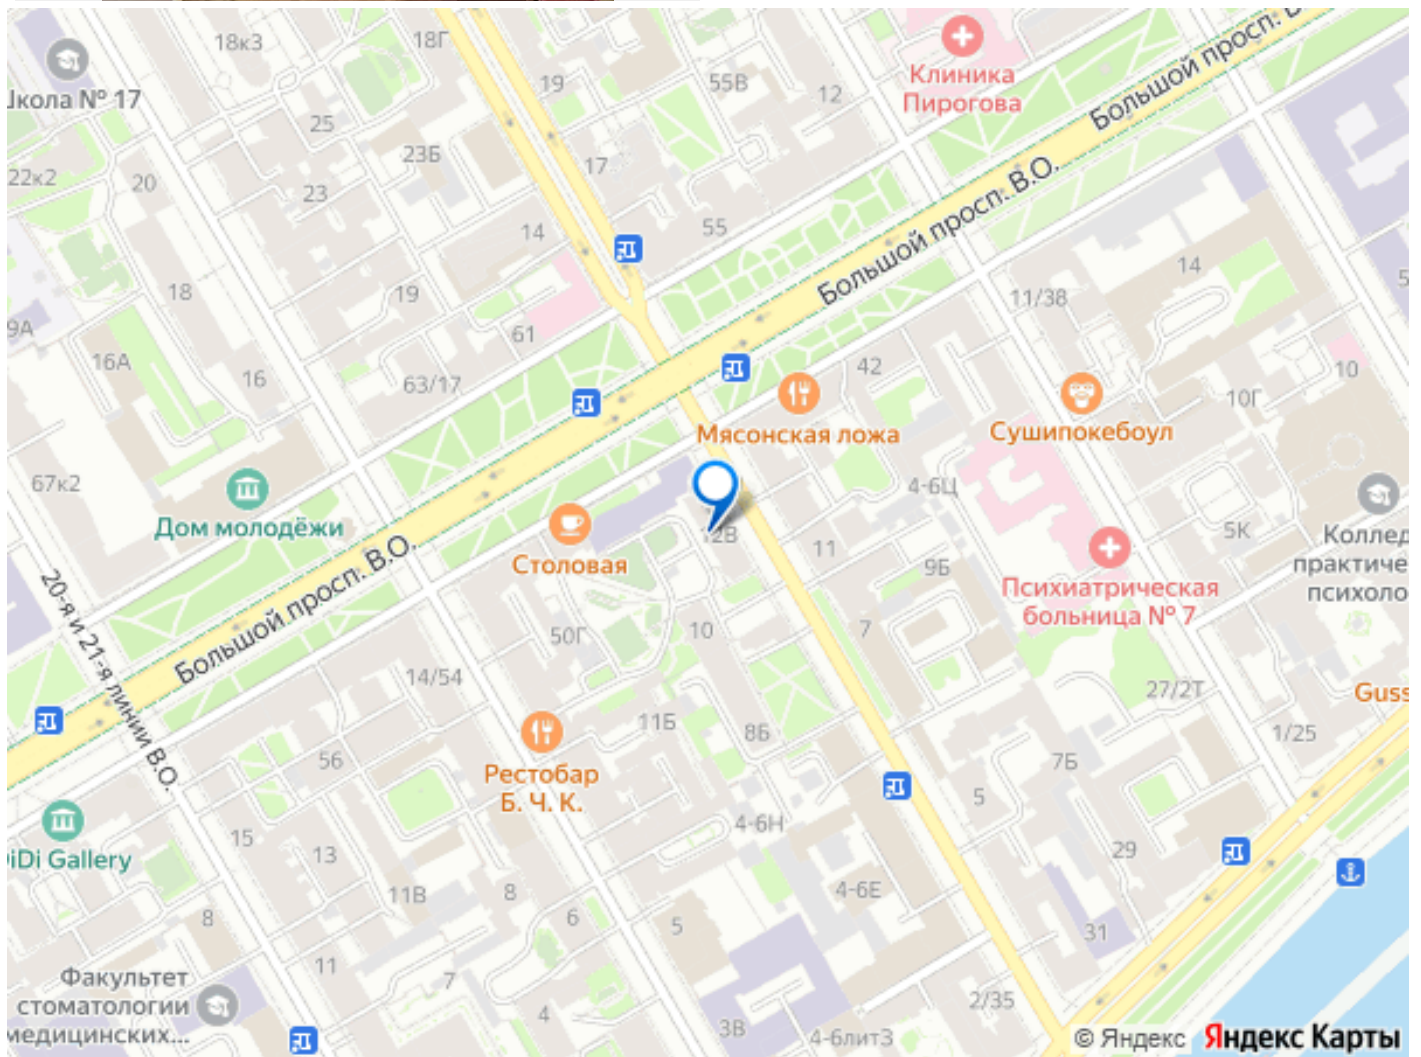 18к3
18Г
Клиника
Пирогова
Большой просп. В
Школа № 17
19
55В
12
25
23Б
17
22к2
20
23
Большой просп. В.О.
14
55
18
19
11/38
14
9А
61
16А
16
63/17
42
10
10Г
Мясонская ложа
Сушипокебоул
67к2
Дом молодёжи
4-6Ц
Столовая
12В
11
9Б
5К
Коллед
практиче
психоло
Психиатрическая
больница № 7
Большой просп. В.О.
20-я и 21-я линии В.О.
50Г
10
7
14/54
27/2Т
Guss
11Б
8Б
1/25
56
7Б
Рестобар
Б. Ч. К.
5
4-6Н
15
13
29
iDi Gallery
11В
8
4-6Е
8
6
5
31
Факультет
стоматологии
медицинских...
11
7
4
3В
4-6литЗ
2/35
© Яндекс Яндекс Карты